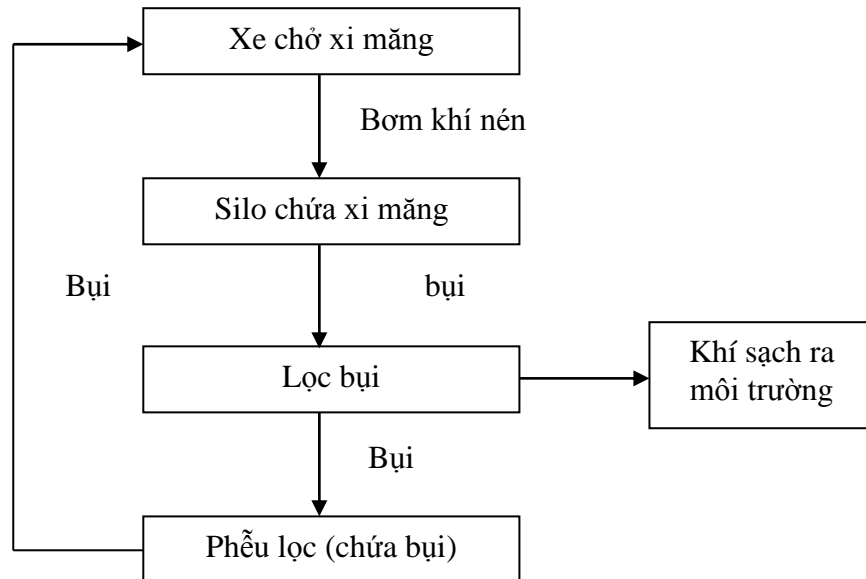 Xe chở xi măng
Bơm khí nén
Silo chứa xi măng
Bụi
bụi
Lọc bụi
Khí sạch ra
môi trường
Bụi
Phễu lọc (chứa bụi)